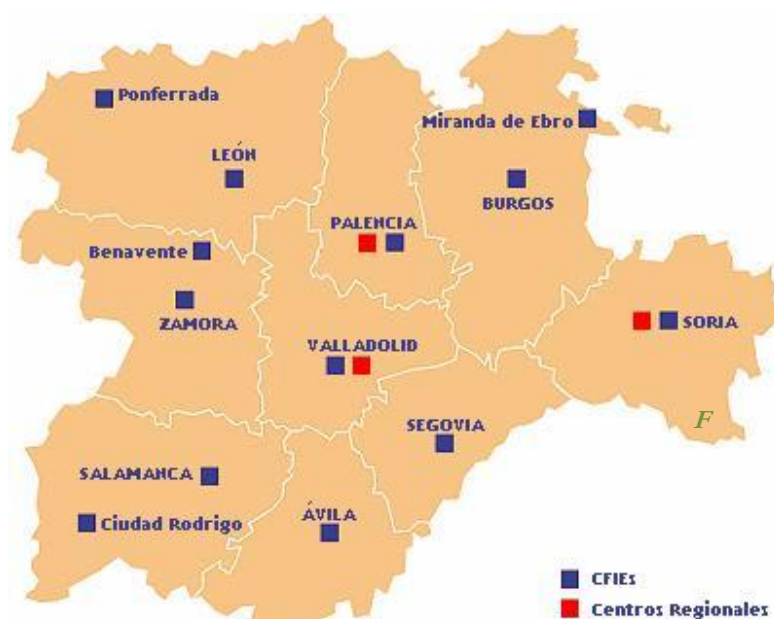 Ponferrada
Miranda de Ebro
LEÓN
BURGOS
PALENCIA
Benavente
ZAMORA
SORIA
VALLADOLID
F
SEGOVIA
SALAMANCA
Ciudad Rodrigo
ÁVILA
CFIEs
Centros Regionales